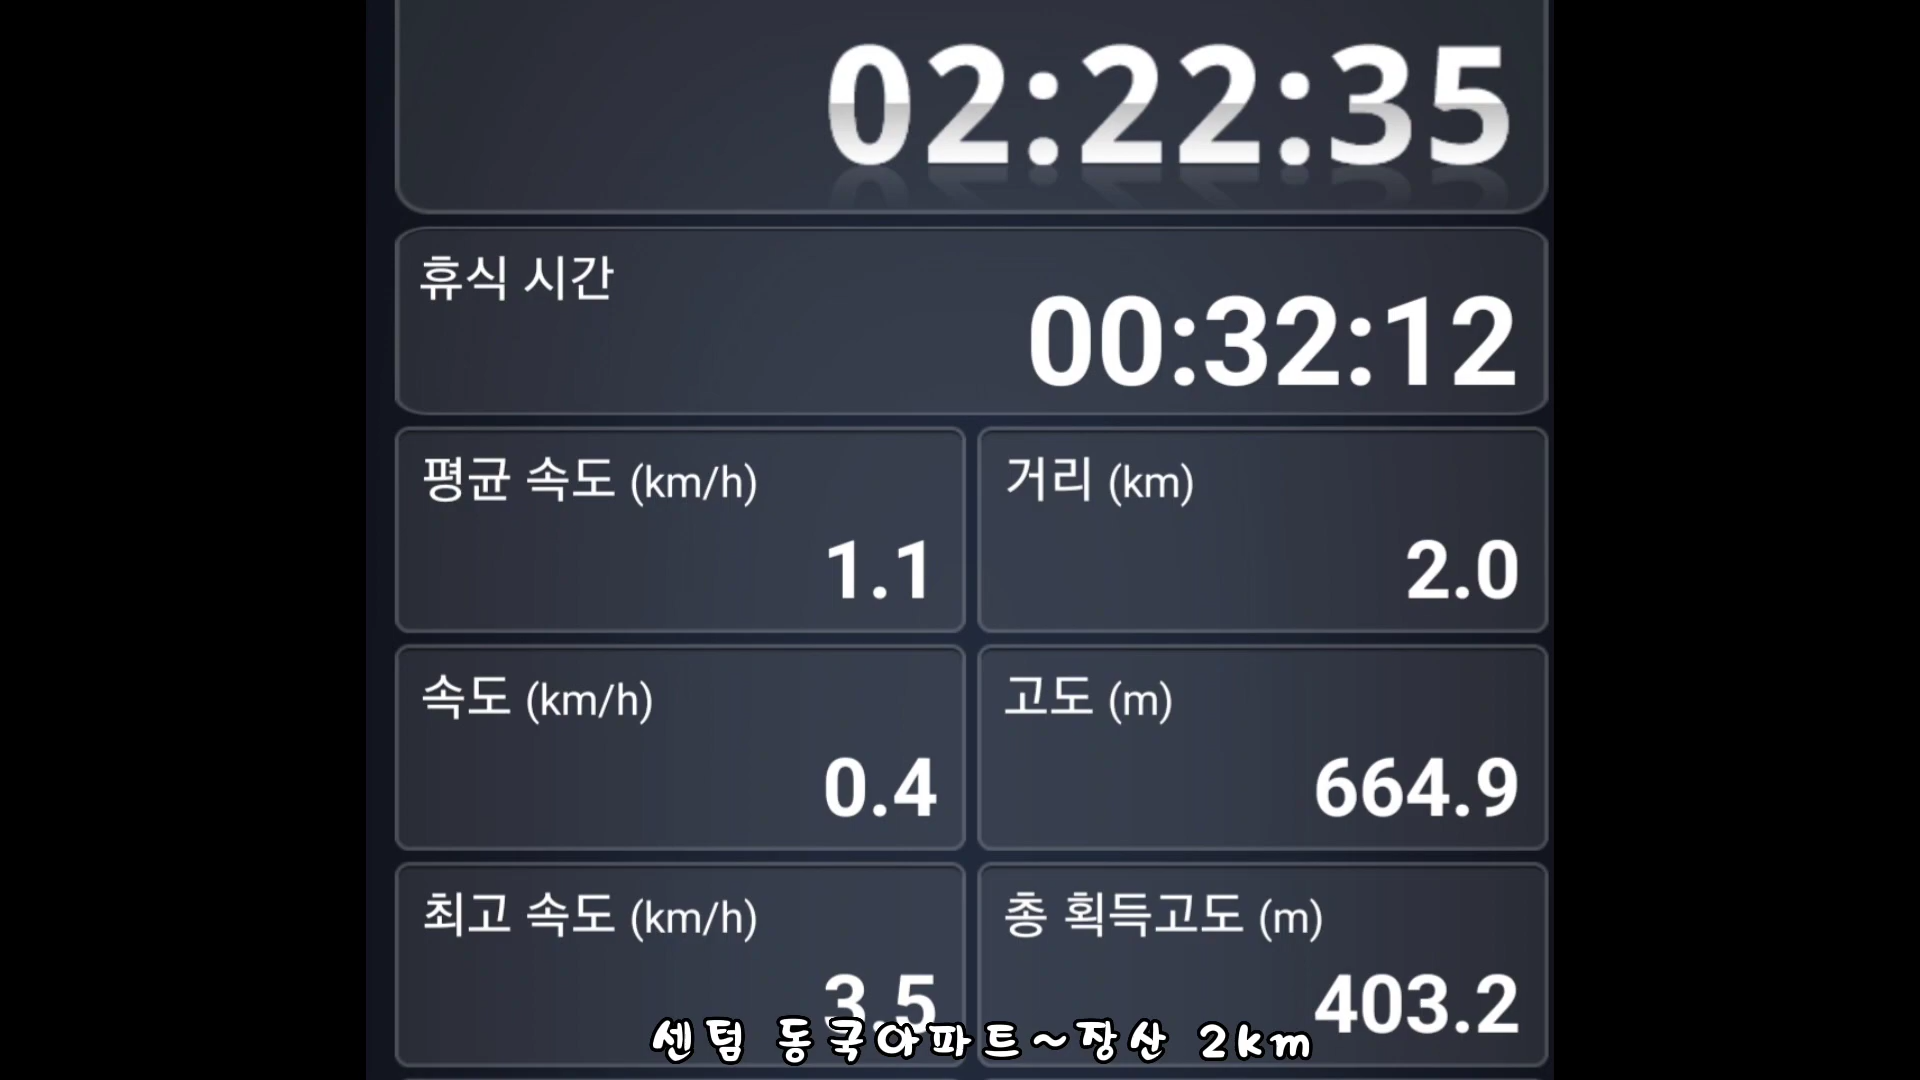 02:22:35
휴식 시간
00:32:12
평균 속도 (km/h)
1.1
거리 (km)
2.0
속도 (km/h)
0.4
고도 (m)
664.9
최고 속도 (km/h)
3.5
총 획득고도 (m)
403.2
센텀 동국아파트~장산 2km